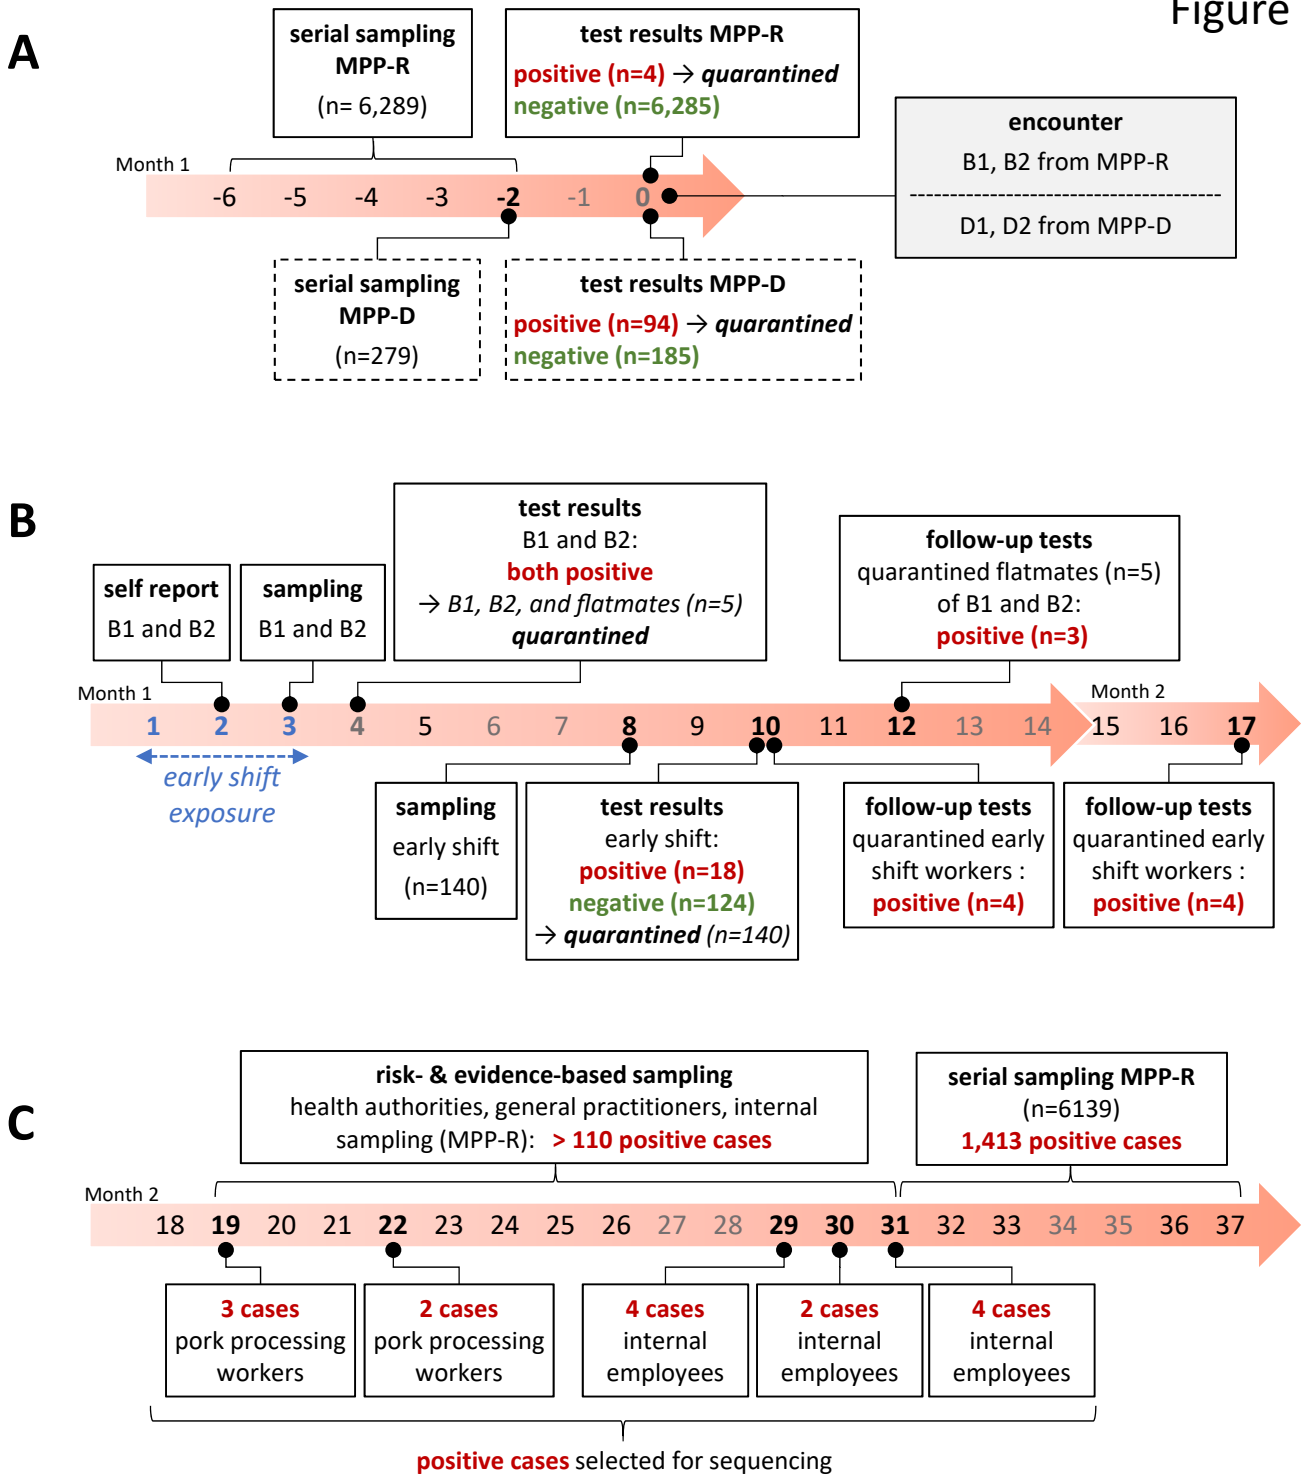 Figure
A
serial sampling
MPP-R
(n= 6,289)
test results MPP-R
positive (n=4) → quarantined
negative (n=6,285)
encounter
B1, B2 from MPP-R
D1, D2 from MPP-D
Month 1
-6 -5 -4 -3 -2 -1 0
serial sampling
MPP-D
(n=279)
test results MPP-D
positive (n=94) → quarantined
negative (n=185)
B
self report
B1 and B2
sampling
B1 and B2
test results
B1 and B2:
both positive
→ B1, B2, and flatmates (n=5)
quarantined
follow-up tests
quarantined flatmates (n=5)
of B1 and B2:
positive (n=3)
Month 1
Month 2
1 2 3 4 5 6 7 8 9 10 11 12 13 14 15 16 17
early shift
exposure
sampling
early shift
(n=140)
test results
early shift:
positive (n=18)
negative (n=124)
→ quarantined (n=140)
follow-up tests
quarantined early
shift workers :
positive (n=4)
follow-up tests
quarantined early
shift workers :
positive (n=4)
C
risk- & evidence-based sampling
health authorities, general practitioners, internal
sampling (MPP-R): > 110 positive cases
serial sampling MPP-R
(n=6139)
1,413 positive cases
Month 2
18 19 20 21 22 23 24 25 26 27 28 29 30 31 32 33 34 35 36 37
3 cases
pork processing
workers
2 cases
pork processing
workers
4 cases
internal
employees
2 cases
internal
employees
4 cases
internal
employees
positive cases selected for sequencing